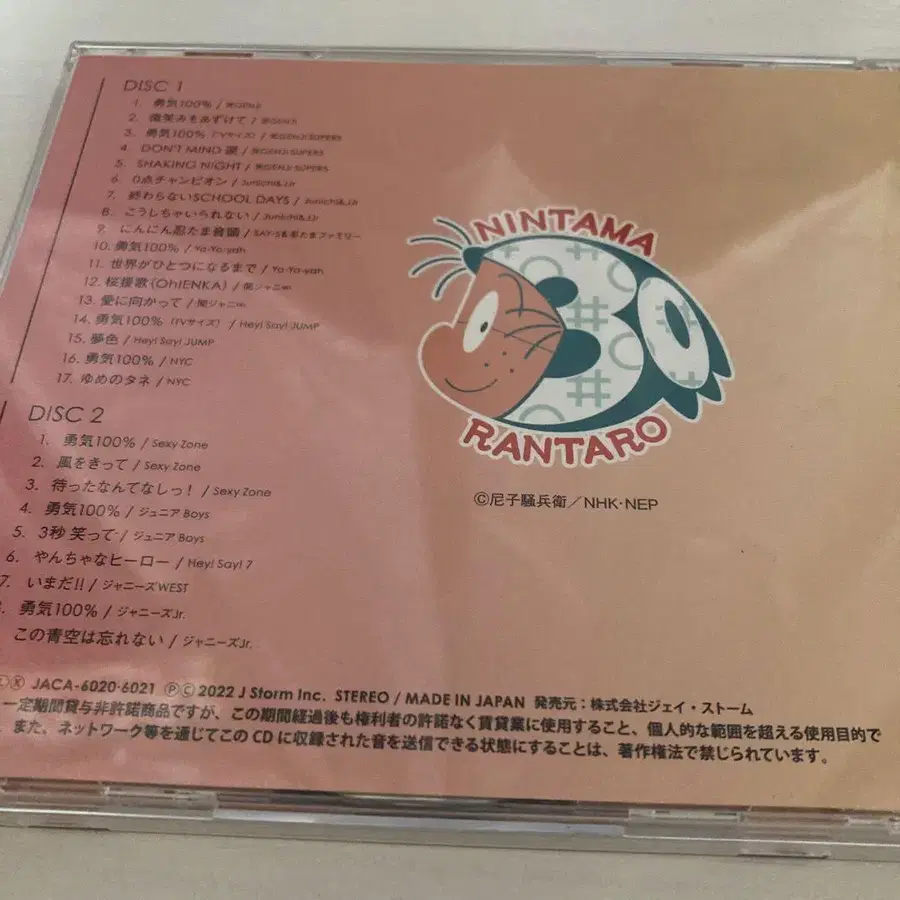 DISC 1
1. 勇気100% / 光GENJI
2. 微笑みをあずけて / 光GENJI
3. 勇気100% (TVサイズ) / 光GENJI SUPER5
4. DON'T MIND 涙 / 光GENJI SUPER5
5. SHAKING NIGHT / 光GENJI SUPER5
6. 0点チャンピオン / Junichi&J.Jr
7. 終わらないSCHOOL DAYS / Junichi&J.Jr
8. こうしちゃいられない / Junichi&J.Jr
9. にんにん忍たま音頭 / SAY・S&忍たまファミリー
10. 勇気100% / Ya-Ya-yah
11. 世界がひとつになるまで / Ya-Ya-yah
12. 桜援歌(Oh!ENKA) / 関ジャニ∞
13. 愛に向かって / 関ジャニ∞
14. 勇気100% (TVサイズ) / Hey! Say! JUMP
15. 夢色 / Hey! Say! JUMP
16. 勇気100% / NYC
17. ゆめのタネ / NYC
DISC 2
1. 勇気100% / Sexy Zone
2. 風をきって / Sexy Zone
3. 待ったなんてなしっ! / Sexy Zone
4. 勇気100% / ジュニア Boys
5. 3秒 笑って / ジュニア Boys
6. やんちゃなヒーロー / Hey! Say! 7
7. いまだ!! / ジャニーズWEST
勇気100% / ジャニーズJr.
この青空は忘れない / ジャニーズJr.
NINTAMA
30
RANTARO
©尼子騒兵衛/NHK・NEP
JACA-6020・6021 ℗©2022 J Storm Inc. STEREO / MADE IN JAPAN 発売元:株式会社ジェイ・ストーム
一定期間貸与非許諾商品ですが、この期間経過後も権利者の許諾なく賃貸業に使用すること、個人的な範囲を超える使用目的で
また、ネットワーク等を通じてこの CD に収録された音を送信できる状態にすることは、著作権法で禁じられています。